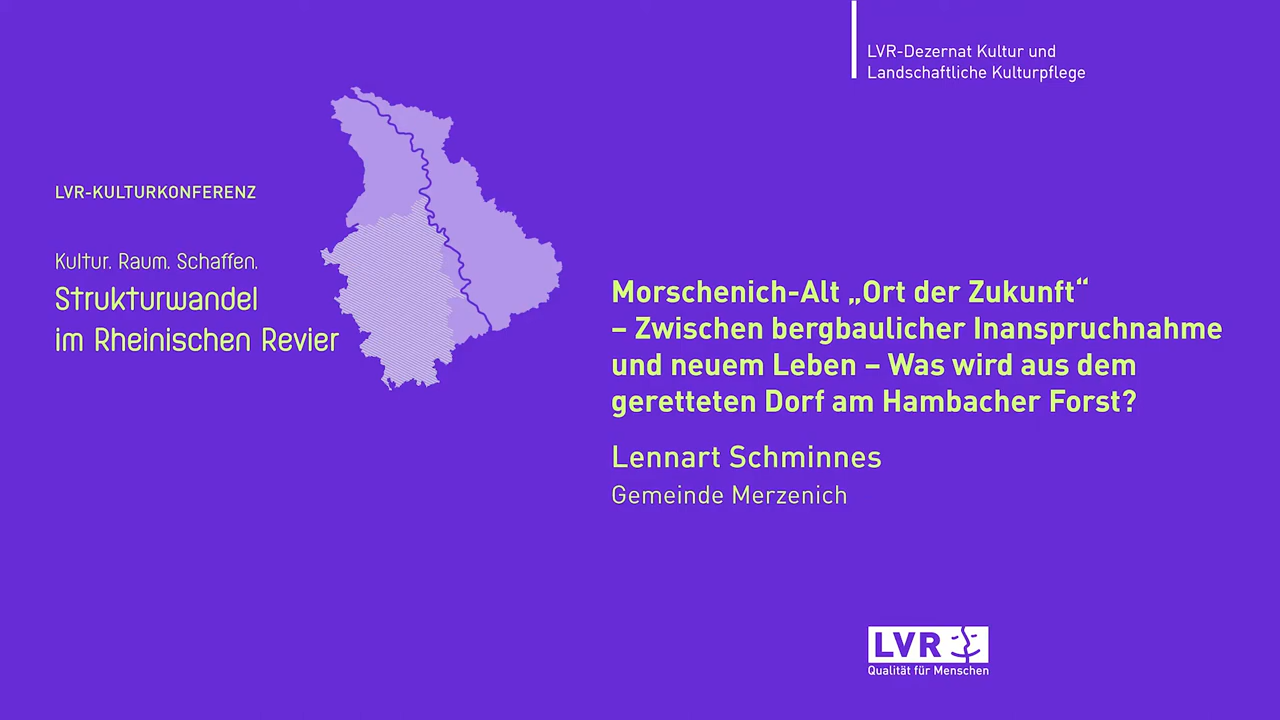 LVR-Dezernat Kultur und
Landschaftliche Kulturpflege
LVR-KULTURKONFERENZ
Kultur. Raum. Schaffen.
Strukturwandel
im Rheinischen Revier
Morschenich-Alt „Ort der Zukunft“
– Zwischen bergbaulicher Inanspruchnahme
und neuem Leben – Was wird aus dem
geretteten Dorf am Hambacher Forst?
Lennart Schminnes
Gemeinde Merzenich
LVR
Qualität für Menschen